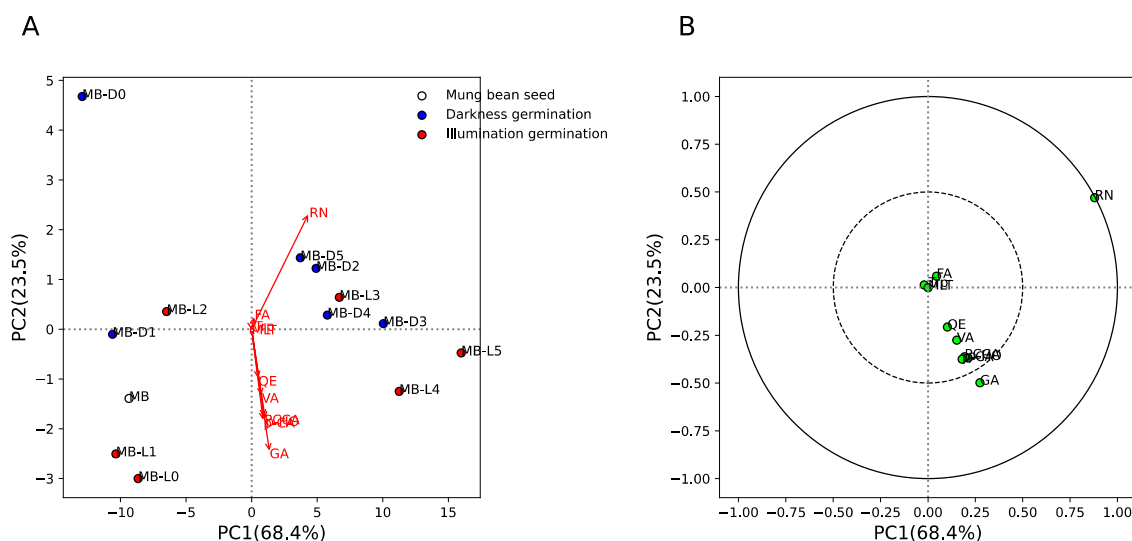 A
B
5
4
3
2
1
0
−1
−2
−3
−10
−5
0
5
10
15
PC1(68.4%)
PC2(23.5%)
Mung bean seed
Darkness germination
Illumination germination
MB-D0
RN
MB-D5
MB-D2
MB-L3
MB-L2
FA
MB-D4
MB-D3
MB-D1
MB-L5
QE
MB-L4
VA
MB
GA
MB-L1
MB-L0
1.00
0.75
0.50
0.25
0.00
−0.25
−0.50
−0.75
−1.00
−1.00
−0.75
−0.50
−0.25
0.00
0.25
0.50
0.75
1.00
PC1(68.4%)
PC2(23.5%)
RN
FA
QE
VA
GA